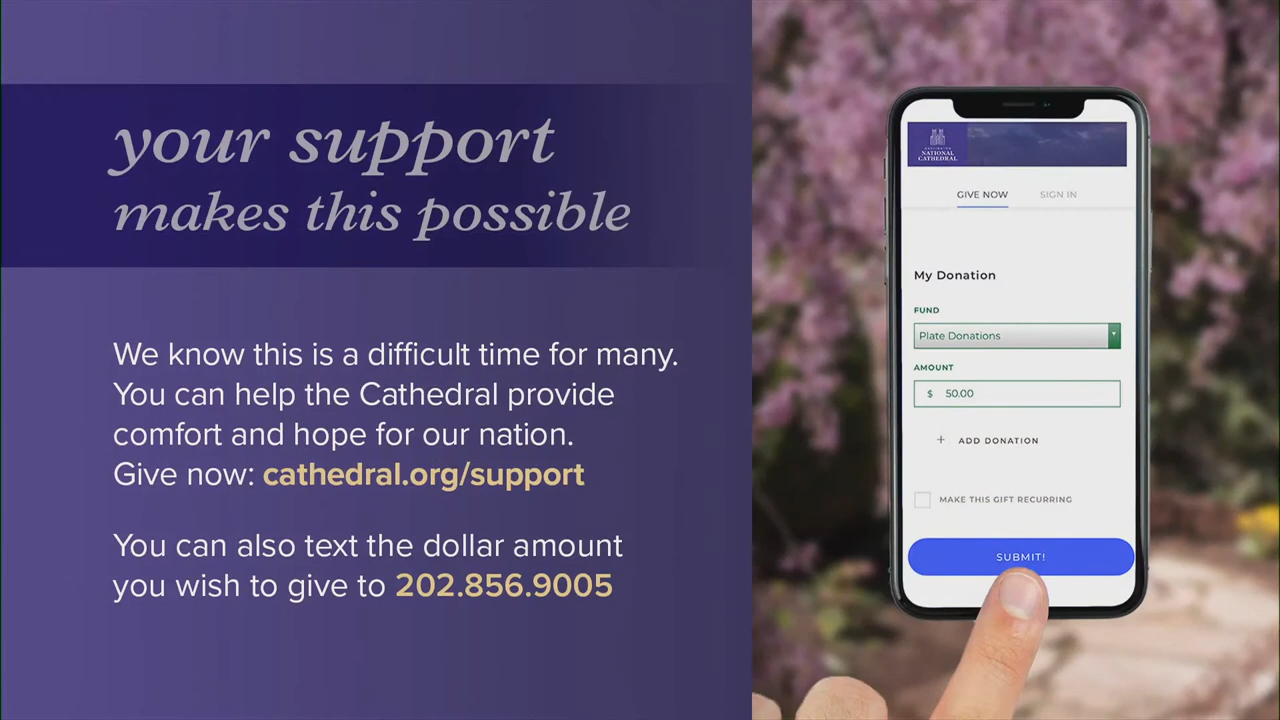 your support
makes this possible
We know this is a difficult time for many.
You can help the Cathedral provide
comfort and hope for our nation.
Give now: cathedral.org/support
You can also text the dollar amount
you wish to give to 202.856.9005
WASHINGTON
NATIONAL
CATHEDRAL
GIVE NOW SIGN IN
My Donation
FUND
Plate Donations
AMOUNT
$ 50.00
+ ADD DONATION
MAKE THIS GIFT RECURRING
SUBMIT!